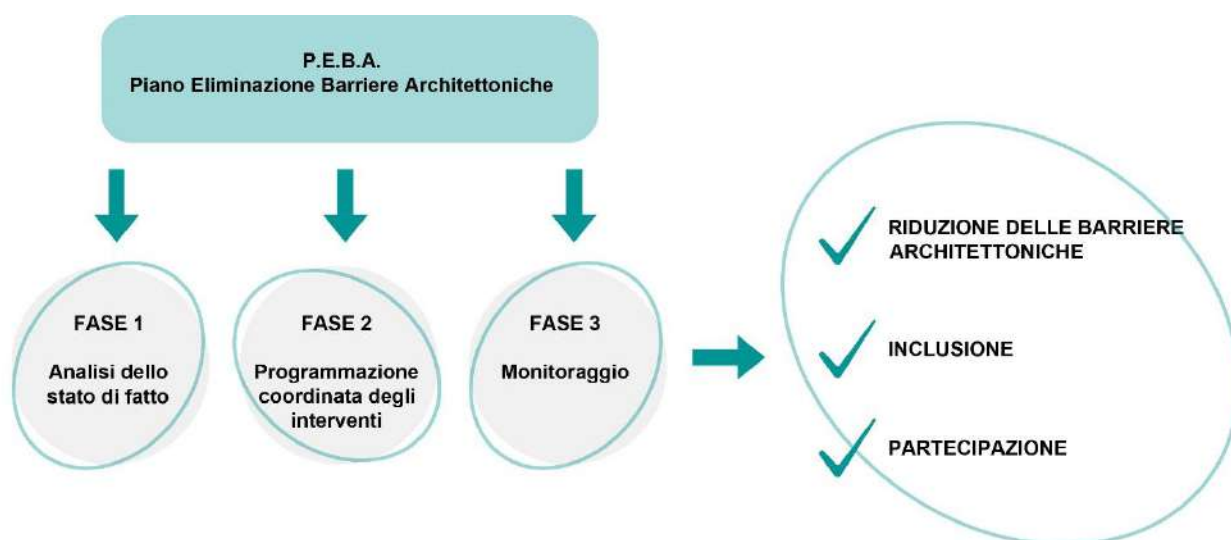 P.E.B.A.
Piano Eliminazione Barriere Architettoniche
FASE 1
Analisi dello
stato di fatto
FASE 2
Programmazione
coordinata degli
interventi
FASE 3
Monitoraggio
RIDUZIONE DELLE BARRIERE
ARCHITETTONICHE
INCLUSIONE
PARTECIPAZIONE